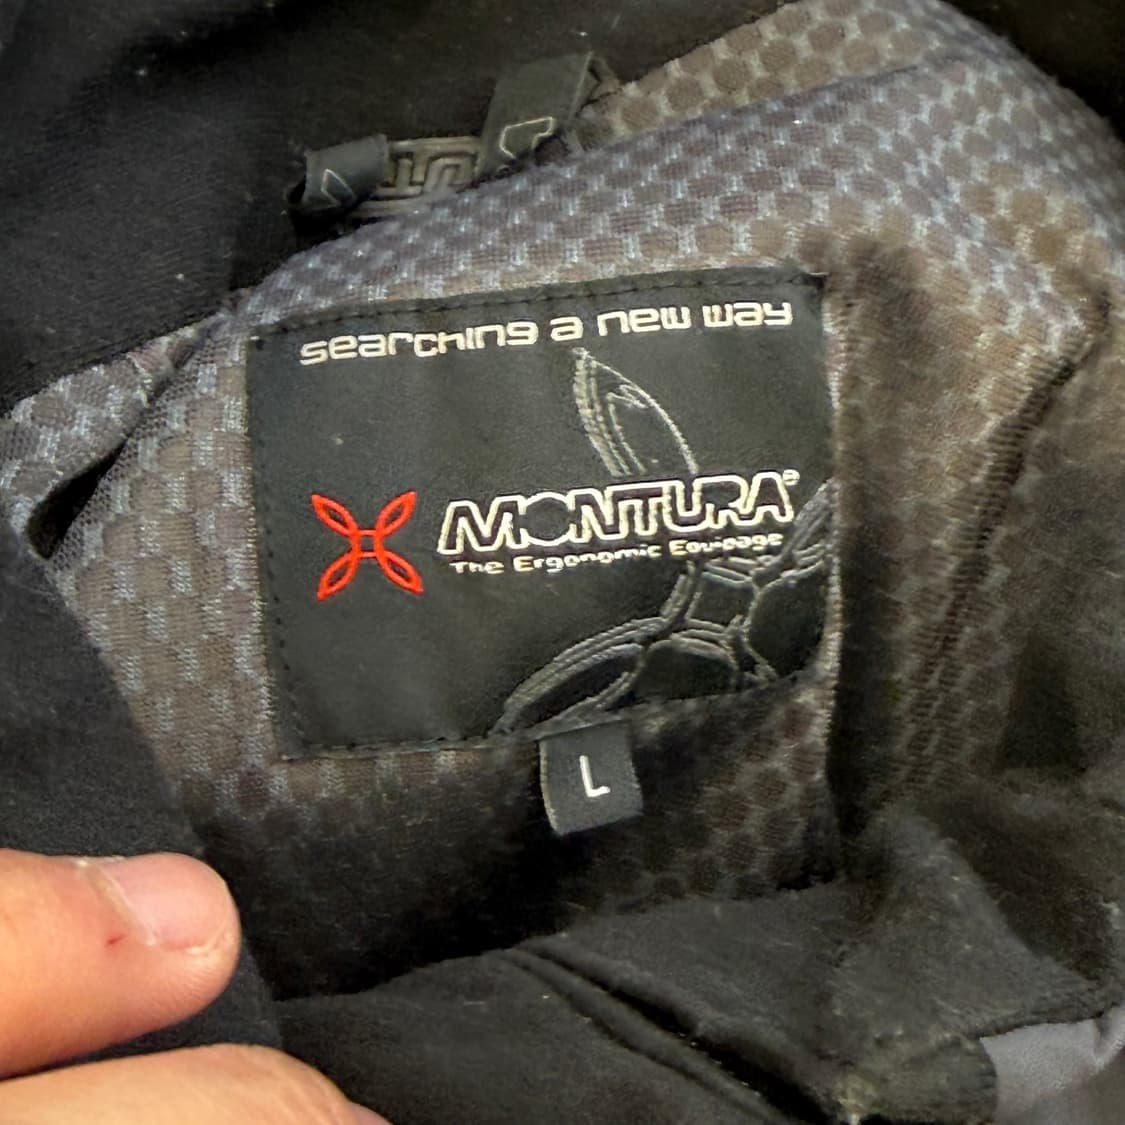 searching a new way
MONTURA®
The Ergonomic Equipage
L